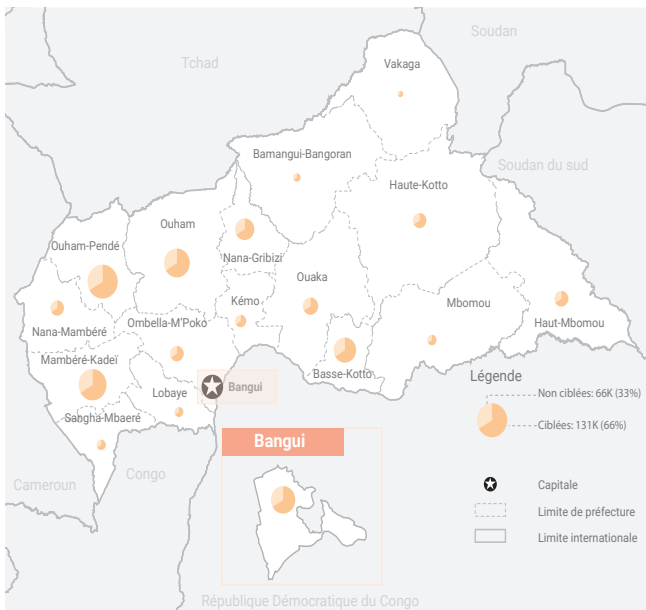 Soudan
Tchad
Vakaga
Bamangui-Bangoran
Soudan du sud
Haute-Kotto
Ouham
Ouham-Pendé
Nana-Gribizi
Ouaka
Kémo
Mbomou
Nana-Mambéré
Ombella-M'Poko
Haut-Mbomou
Mambéré-Kadeï
Basse-Kotto
Lobaye
Bangui
Sangha-Mbaeré
Légende
Non ciblées: 66K (33%)
Ciblées: 131K (66%)
Bangui
Congo
Cameroun
Capitale
Limite de préfecture
Limite internationale
République Démocratique du Congo